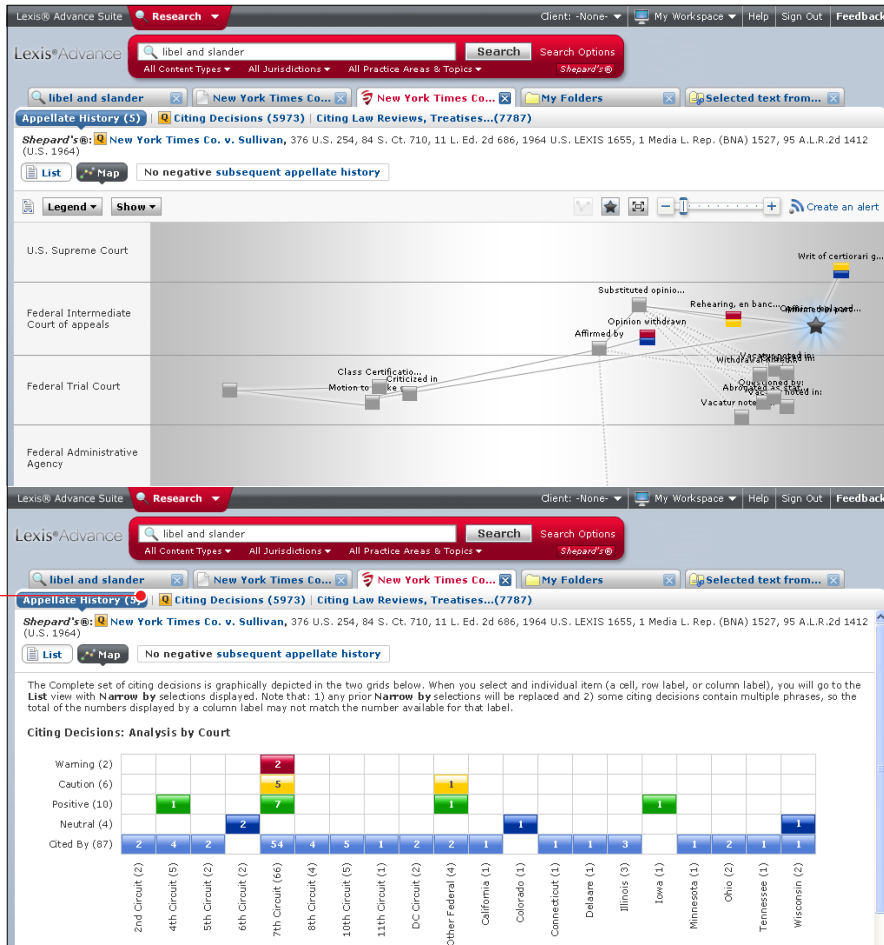 Lexis® Advance Suite Research Client: -None- My Workspace Help Sign Out Feedback
Lexis®Advance libel and slander Search Search Options
All Content Types All Jurisdictions All Practice Areas & Topics Shepard's®
libel and slander New York Times Co... New York Times Co... My Folders Selected text from...
Appellate History (5) | Citing Decisions (5973) | Citing Law Reviews, Treatises...(7787)
Shepard's®: Q New York Times Co. v. Sullivan, 376 U.S. 254, 84 S. Ct. 710, 11 L. Ed. 2d 686, 1964 U.S. LEXIS 1655, 1 Media L. Rep. (BNA) 1527, 95 A.L.R.2d 1412
(U.S. 1964)
List Map No negative subsequent appellate history
Legend Show Create an alert
U.S. Supreme Court
Writ of certiorari g...
Substituted opinio...
Federal Intermediate
Court of appeals
Rehearing, en banc...
Opinion withdrawn
Affirmed by
Federal Trial Court
Class Certificatio...
Criticized in
Motion to
Questioned by:
Abrogated as stat...
Vacatur note
noted in:
Federal Administrative
Agency
Lexis® Advance Suite Research Client: -None- My Workspace Help Sign Out Feedback
Lexis®Advance libel and slander Search Search Options
All Content Types All Jurisdictions All Practice Areas & Topics Shepard's®
libel and slander New York Times Co... New York Times Co... My Folders Selected text from...
Appellate History (5) | Q Citing Decisions (5973) | Citing Law Reviews, Treatises...(7787)
Shepard's®: Q New York Times Co. v. Sullivan, 376 U.S. 254, 84 S. Ct. 710, 11 L. Ed. 2d 686, 1964 U.S. LEXIS 1655, 1 Media L. Rep. (BNA) 1527, 95 A.L.R.2d 1412
(U.S. 1964)
List Map No negative subsequent appellate history
The Complete set of citing decisions is graphically depicted in the two grids below. When you select and individual item (a cell, row label, or column label), you will go to the
List view with Narrow by selections displayed. Note that: 1) any prior Narrow by selections will be replaced and 2) some citing decisions contain multiple phrases, so the
total of the numbers displayed by a column label may not match the number available for that label.
Citing Decisions: Analysis by Court
Warning (2) 2
Caution (6) 5 1
Positive (10) 1 7 1 1
Neutral (4) 2 1 1
Cited By (87) 2 4 2 54 4 5 1 2 2 1 1 1 3 1 2 1 1
2nd Circuit (2)
4th Circuit (5)
5th Circuit (2)
6th Circuit (2)
7th Circuit (66)
8th Circuit (4)
10th Circuit (5)
11th Circuit (1)
DC Circuit (2)
Other Federal (4)
California (1)
Colorado (1)
Connecticut (1)
Delaare (1)
Illinois (3)
Iowa (1)
Minnesota (1)
Ohio (2)
Tennessee (1)
Wisconsin (2)